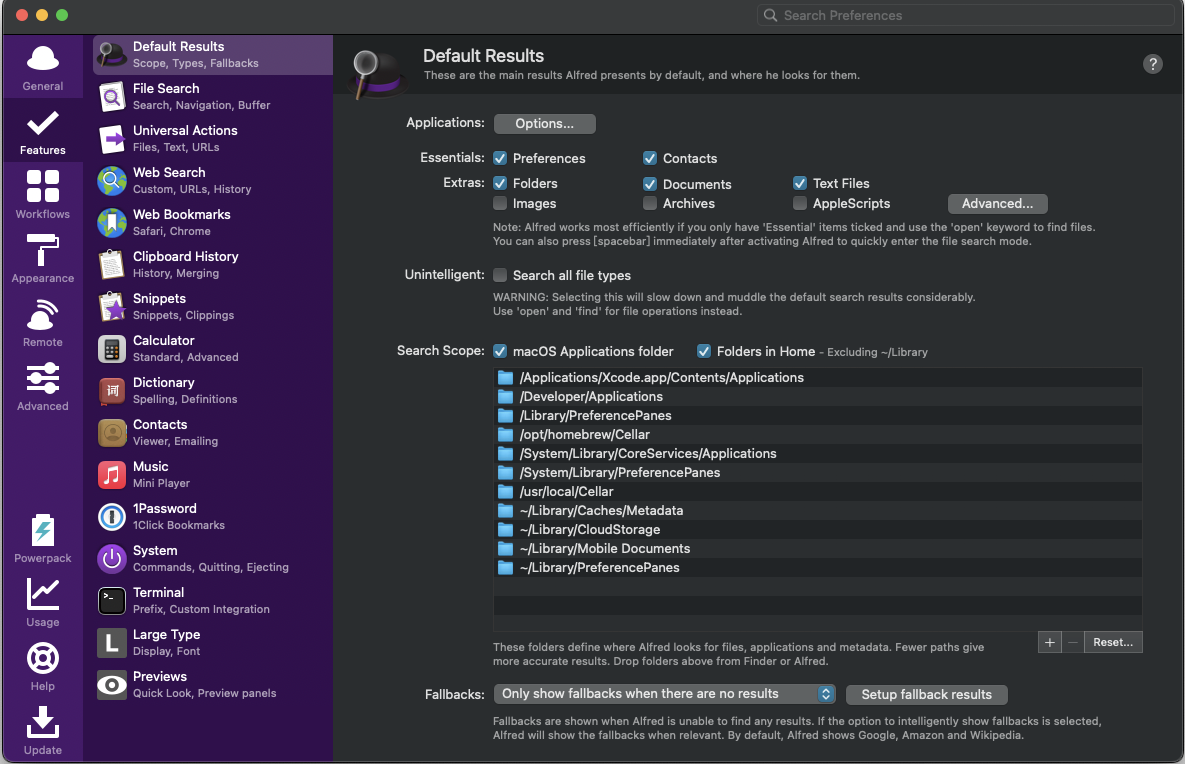 Search Preferences
General
Features
Workflows
Appearance
Remote
Advanced
Powerpack
Usage
Help
Update
Default Results
Scope, Types, Fallbacks
File Search
Search, Navigation, Buffer
Universal Actions
Files, Text, URLs
Web Search
Custom, URLs, History
Web Bookmarks
Safari, Chrome
Clipboard History
History, Merging
Snippets
Snippets, Clippings
Calculator
Standard, Advanced
词
Dictionary
Spelling, Definitions
Contacts
Viewer, Emailing
Music
Mini Player
1Password
1Click Bookmarks
System
Commands, Quitting, Ejecting
>_
Terminal
Prefix, Custom Integration
L
Large Type
Display, Font
Previews
Quick Look, Preview panels
Default Results
These are the main results Alfred presents by default, and where he looks for them.
?
Applications: Options...
Essentials: Preferences Contacts
Extras: Folders Documents Text Files
Images Archives AppleScripts Advanced...
Note: Alfred works most efficiently if you only have 'Essential' items ticked and use the 'open' keyword to find files.
You can also press [spacebar] immediately after activating Alfred to quickly enter the file search mode.
Unintelligent: Search all file types
WARNING: Selecting this will slow down and muddle the default search results considerably.
Use 'open' and 'find' for file operations instead.
Search Scope: macOS Applications folder Folders in Home - Excluding ~/Library
/Applications/Xcode.app/Contents/Applications
/Developer/Applications
/Library/PreferencePanes
/opt/homebrew/Cellar
/System/Library/CoreServices/Applications
/System/Library/PreferencePanes
/usr/local/Cellar
~/Library/Caches/Metadata
~/Library/CloudStorage
~/Library/Mobile Documents
~/Library/PreferencePanes
+ − Reset...
These folders define where Alfred looks for files, applications and metadata. Fewer paths give
more accurate results. Drop folders above from Finder or Alfred.
Fallbacks: Only show fallbacks when there are no results Setup fallback results
Fallbacks are shown when Alfred is unable to find any results. If the option to intelligently show fallbacks is selected,
Alfred will show the fallbacks when relevant. By default, Alfred shows Google, Amazon and Wikipedia.